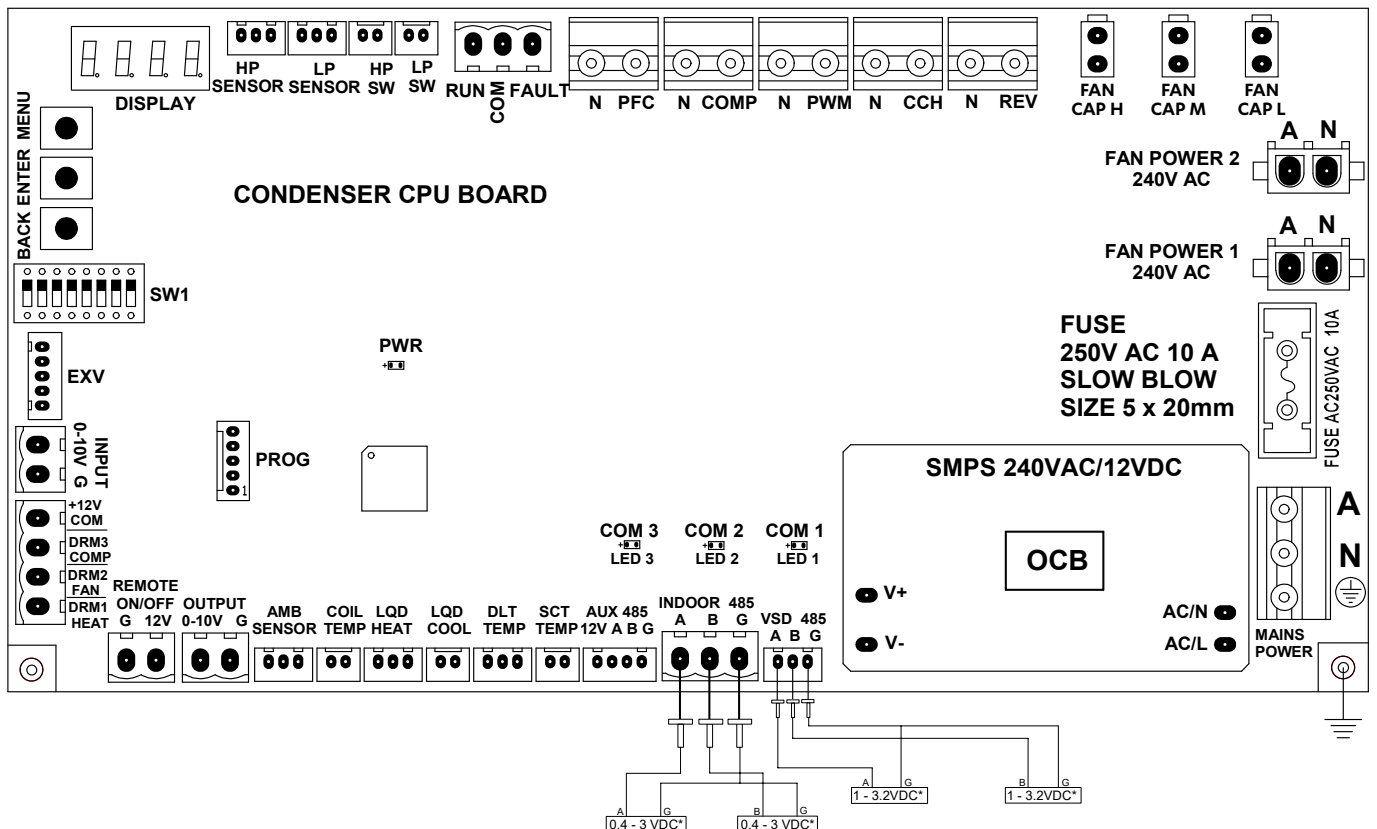 DISPLAY
HP
SENSOR
LP
SENSOR
HP
SW
LP
SW
RUN
COM
FAULT
N PFC
N COMP
N PWM
N CCH
N REV
FAN
CAP H
FAN
CAP M
FAN
CAP L
MENU
ENTER
BACK
CONDENSER CPU BOARD
A N
FAN POWER 2
240V AC
A N
FAN POWER 1
240V AC
SW1
FUSE
250V AC 10 A
SLOW BLOW
SIZE 5 x 20mm
FUSE AC250VAC 10A
PWR
EXV
INPUT
0-10V G
PROG
1
SMPS 240VAC/12VDC
OCB
V+
V-
AC/N
AC/L
A
N
MAINS
POWER
+12V
COM
DRM3
COMP
DRM2
FAN
DRM1
HEAT
COM 3
+
LED 3
COM 2
+
LED 2
COM 1
+
LED 1
+
REMOTE
ON/OFF
G 12V
OUTPUT
0-10V G
AMB
SENSOR
COIL
TEMP
LQD
HEAT
LQD
COOL
DLT
TEMP
SCT
TEMP
AUX 485
12V A B G
INDOOR 485
A B G
VSD 485
A B G
A G
1 - 3.2VDC*
B G
1 - 3.2VDC*
A G
0.4 - 3 VDC*
B G
0.4 - 3 VDC*